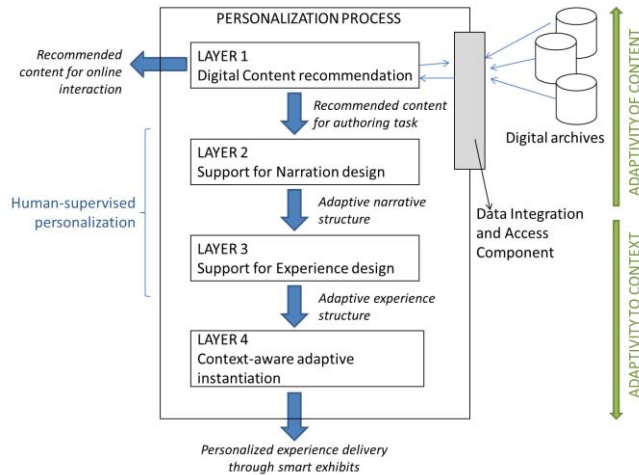 PERSONALIZATION PROCESS
Recommended
content for online
interaction
LAYER 1
Digital Content recommendation
Recommended content
for authoring task
Digital archives
ADAPTIVITY OF CONTENT
LAYER 2
Support for Narration design
Human-supervised
personalization
Adaptive narrative
structure
Data Integration
and Access
Component
LAYER 3
Support for Experience design
Adaptive experience
structure
ADAPTIVITY TO CONTEXT
LAYER 4
Context-aware adaptive
instantiation
Personalized experience delivery
through smart exhibits